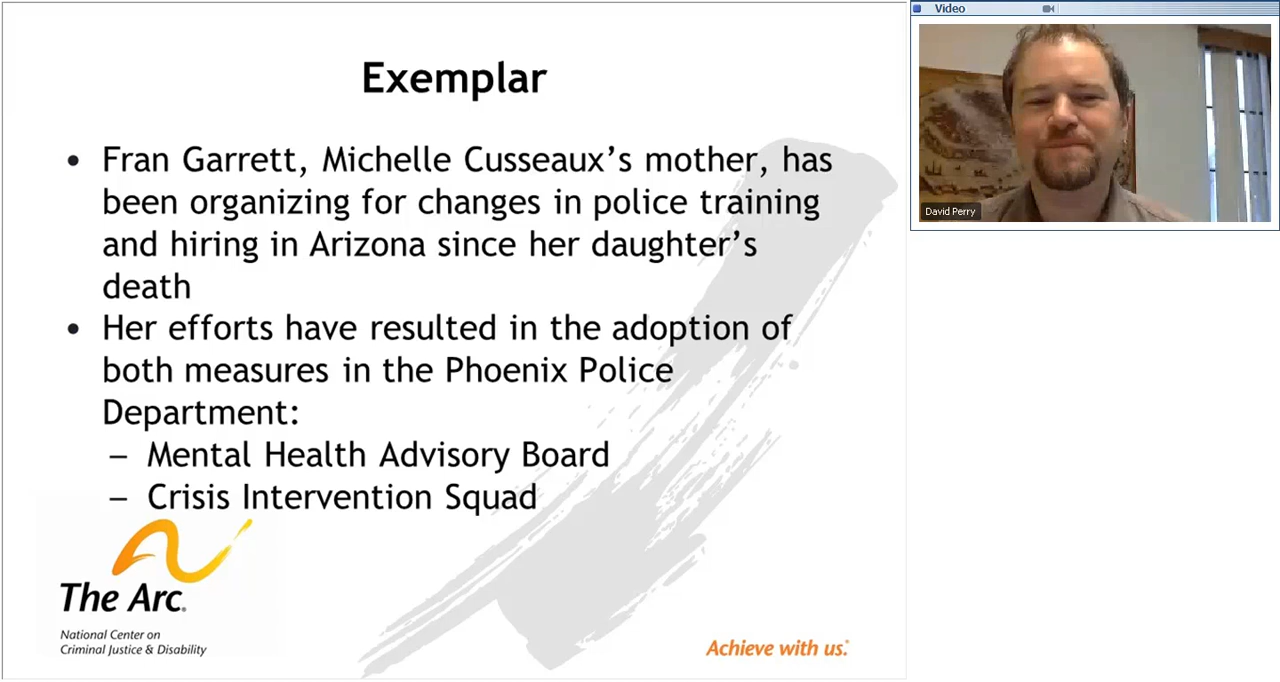 Exemplar
• Fran Garrett, Michelle Cusseaux’s mother, has
been organizing for changes in police training
and hiring in Arizona since her daughter’s
death
• Her efforts have resulted in the adoption of
both measures in the Phoenix Police
Department:
– Mental Health Advisory Board
– Crisis Intervention Squad
The Arc®
National Center on
Criminal Justice & Disability
Achieve with us.®
Video
David Perry